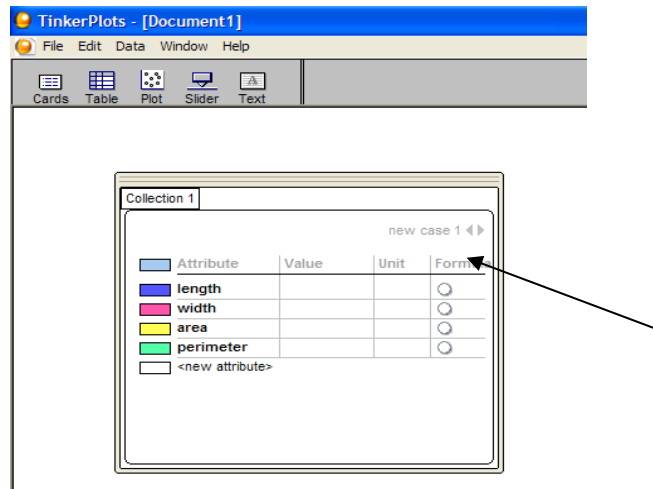 TinkerPlots - [Document1]
File Edit Data Window Help
Cards Table Plot Slider Text
Collection 1
new case 1
Attribute Value Unit Formula
length
width
area
perimeter
<new attribute>